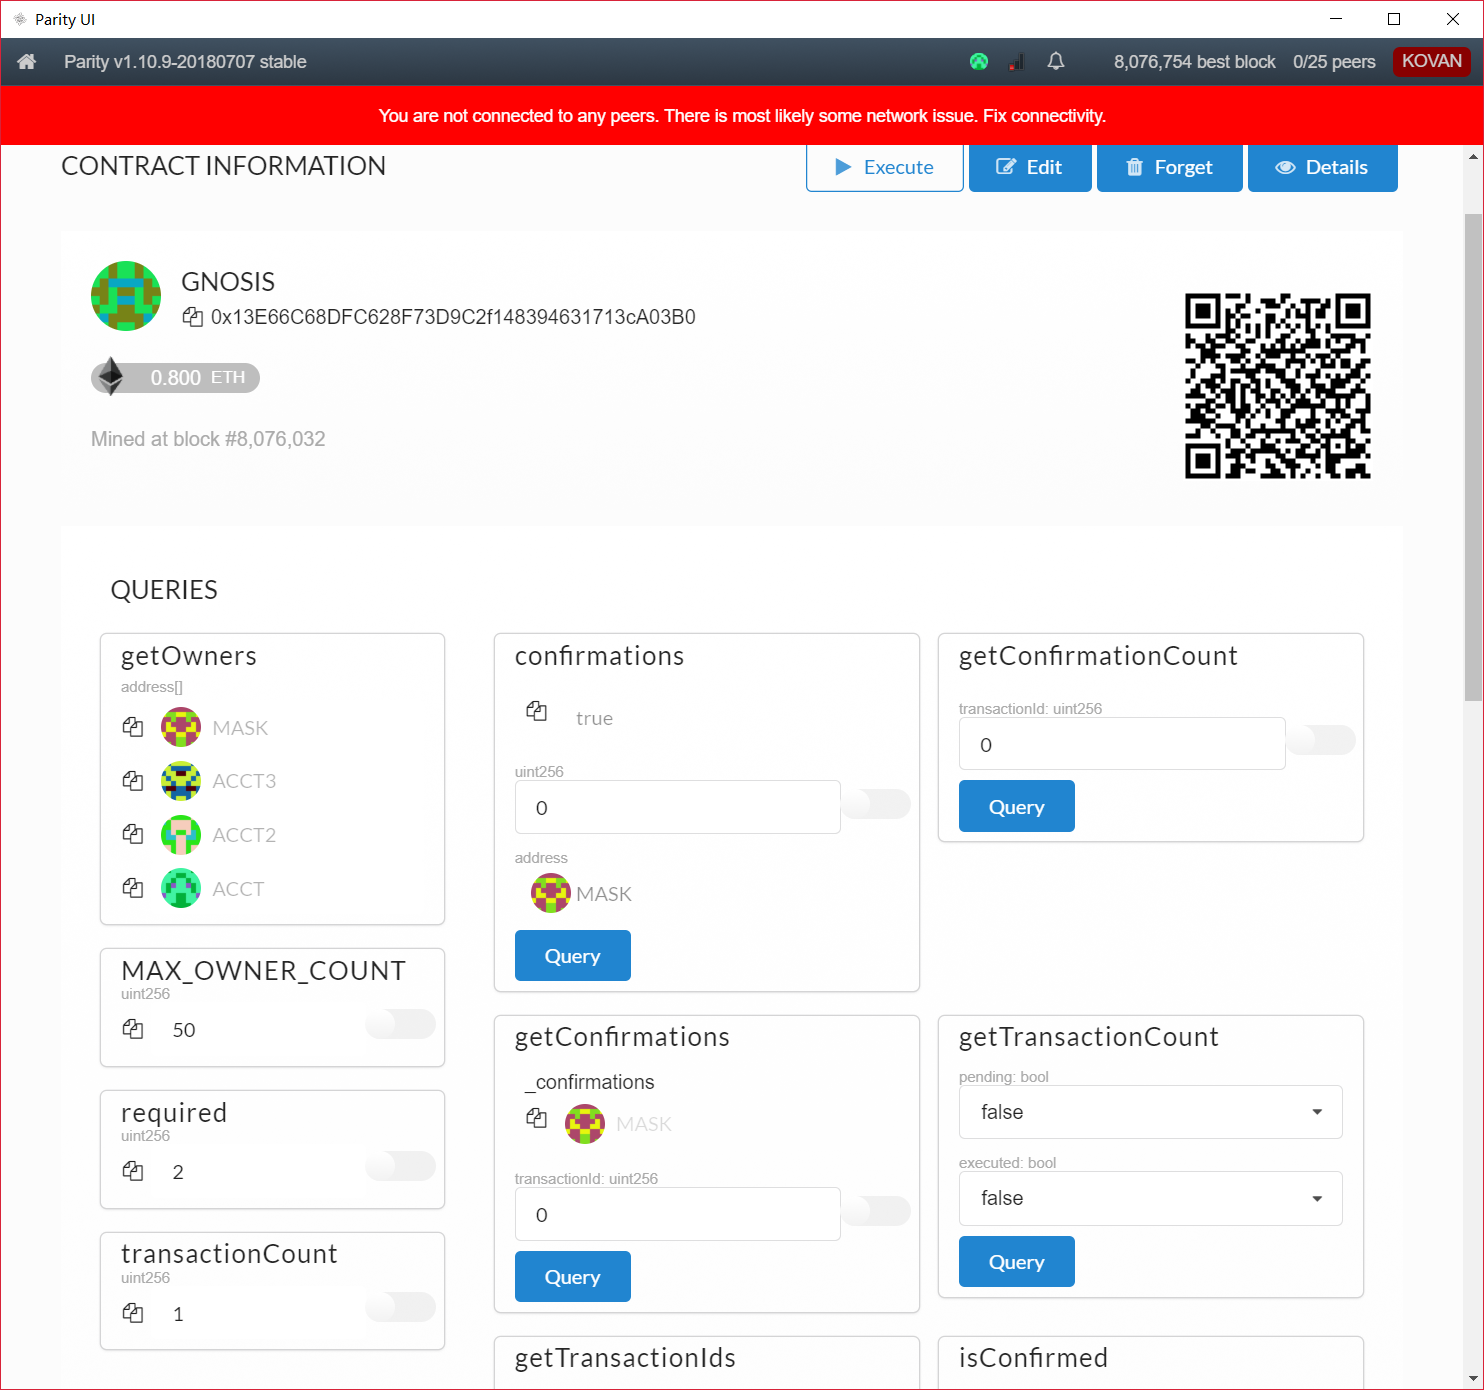 Parity UI
Parity v1.10.9-20180707 stable
8,076,754 best block
0/25 peers
KOVAN
You are not connected to any peers. There is most likely some network issue. Fix connectivity.
CONTRACT INFORMATION
Execute
Edit
Forget
Details
GNOSIS
0x13E66C68DFC628F73D9C2f148394631713cA03B0
0.800 ETH
Mined at block #8,076,032
QUERIES
getOwners
address[]
MASK
ACCT3
ACCT2
ACCT
MAX_OWNER_COUNT
uint256
50
required
uint256
2
transactionCount
uint256
1
confirmations
true
uint256
0
address
MASK
Query
getConfirmationCount
transactionId: uint256
0
Query
getConfirmations
_confirmations
MASK
transactionId: uint256
0
Query
getTransactionCount
pending: bool
false
executed: bool
false
Query
getTransactionIds
isConfirmed